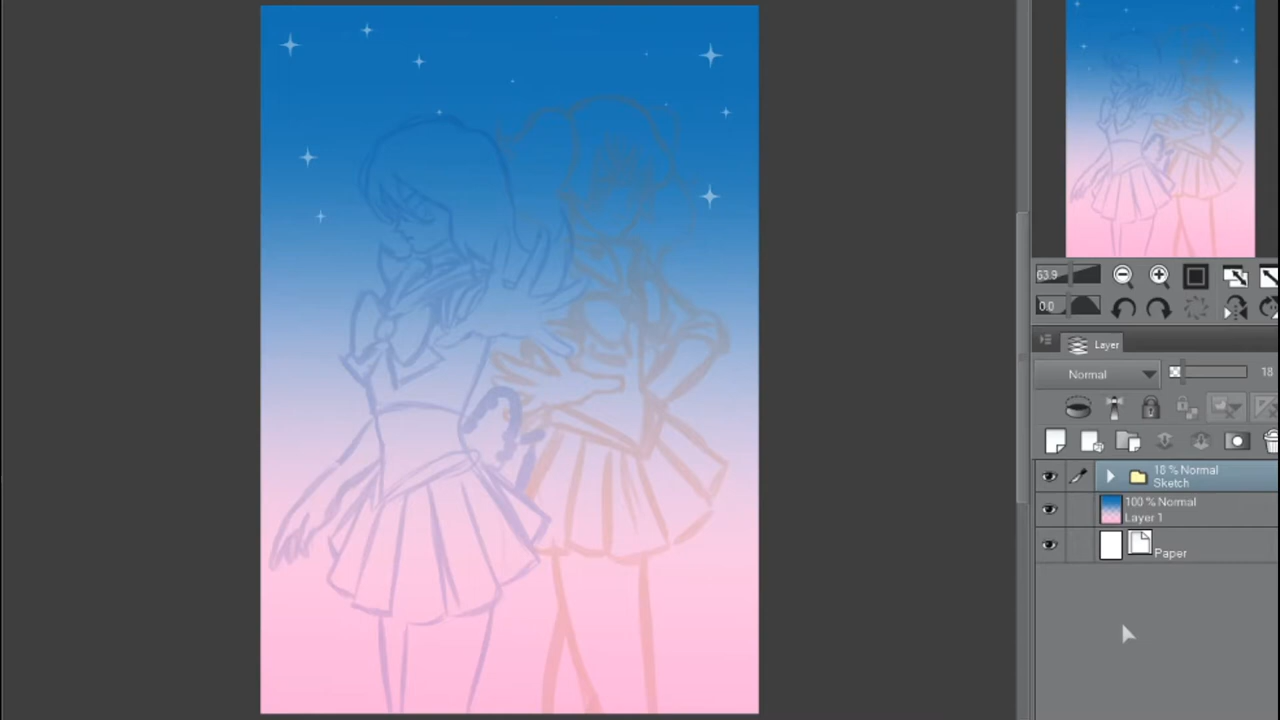 63.9
0.0
Layer
Normal
18
18 % Normal
Sketch
100 % Normal
Layer 1
Paper